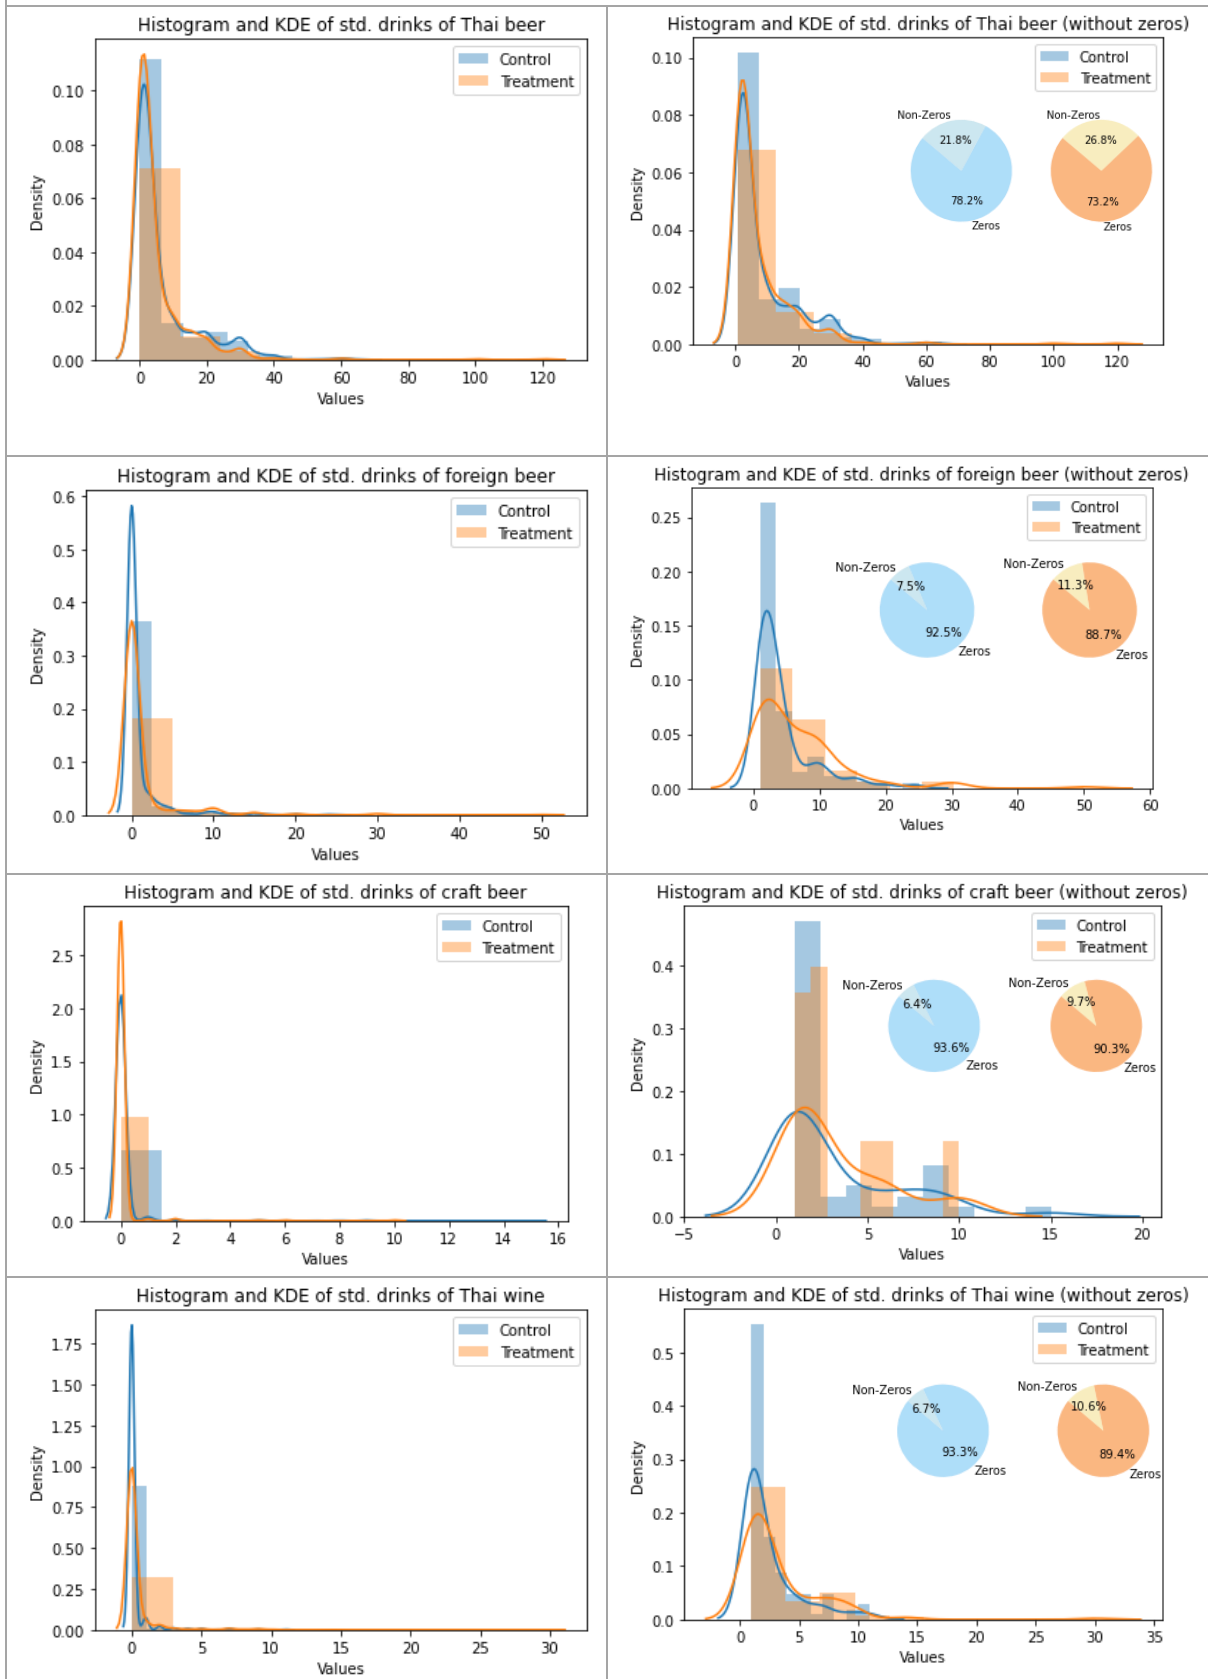 Histogram and KDE of std. drinks of Thai beer
Control
Treatment
Density
0.10
0.08
0.06
0.04
0.02
0.00
0 20 40 60 80 100 120
Values
Histogram and KDE of std. drinks of Thai beer (without zeros)
Control
Treatment
Density
0.10
0.08
0.06
0.04
0.02
0.00
Non-Zeros
21.8%
78.2%
Zeros
Non-Zeros
26.8%
73.2%
Zeros
0 20 40 60 80 100 120
Values
Histogram and KDE of std. drinks of foreign beer
Control
Treatment
Density
0.6
0.5
0.4
0.3
0.2
0.1
0.0
0 10 20 30 40 50
Values
Histogram and KDE of std. drinks of foreign beer (without zeros)
Control
Treatment
Density
0.25
0.20
0.15
0.10
0.05
0.00
Non-Zeros
7.5%
92.5%
Zeros
Non-Zeros
11.3%
88.7%
Zeros
0 10 20 30 40 50 60
Values
Histogram and KDE of std. drinks of craft beer
Control
Treatment
Density
2.5
2.0
1.5
1.0
0.5
0.0
0 2 4 6 8 10 12 14 16
Values
Histogram and KDE of std. drinks of craft beer (without zeros)
Control
Treatment
Density
0.4
0.3
0.2
0.1
0.0
Non-Zeros
6.4%
93.6%
Zeros
Non-Zeros
9.7%
90.3%
Zeros
−5 0 5 10 15 20
Values
Histogram and KDE of std. drinks of Thai wine
Control
Treatment
Density
1.75
1.50
1.25
1.00
0.75
0.50
0.25
0.00
0 5 10 15 20 25 30
Values
Histogram and KDE of std. drinks of Thai wine (without zeros)
Control
Treatment
Density
0.5
0.4
0.3
0.2
0.1
0.0
Non-Zeros
6.7%
93.3%
Zeros
Non-Zeros
10.6%
89.4%
Zeros
0 5 10 15 20 25 30 35
Values